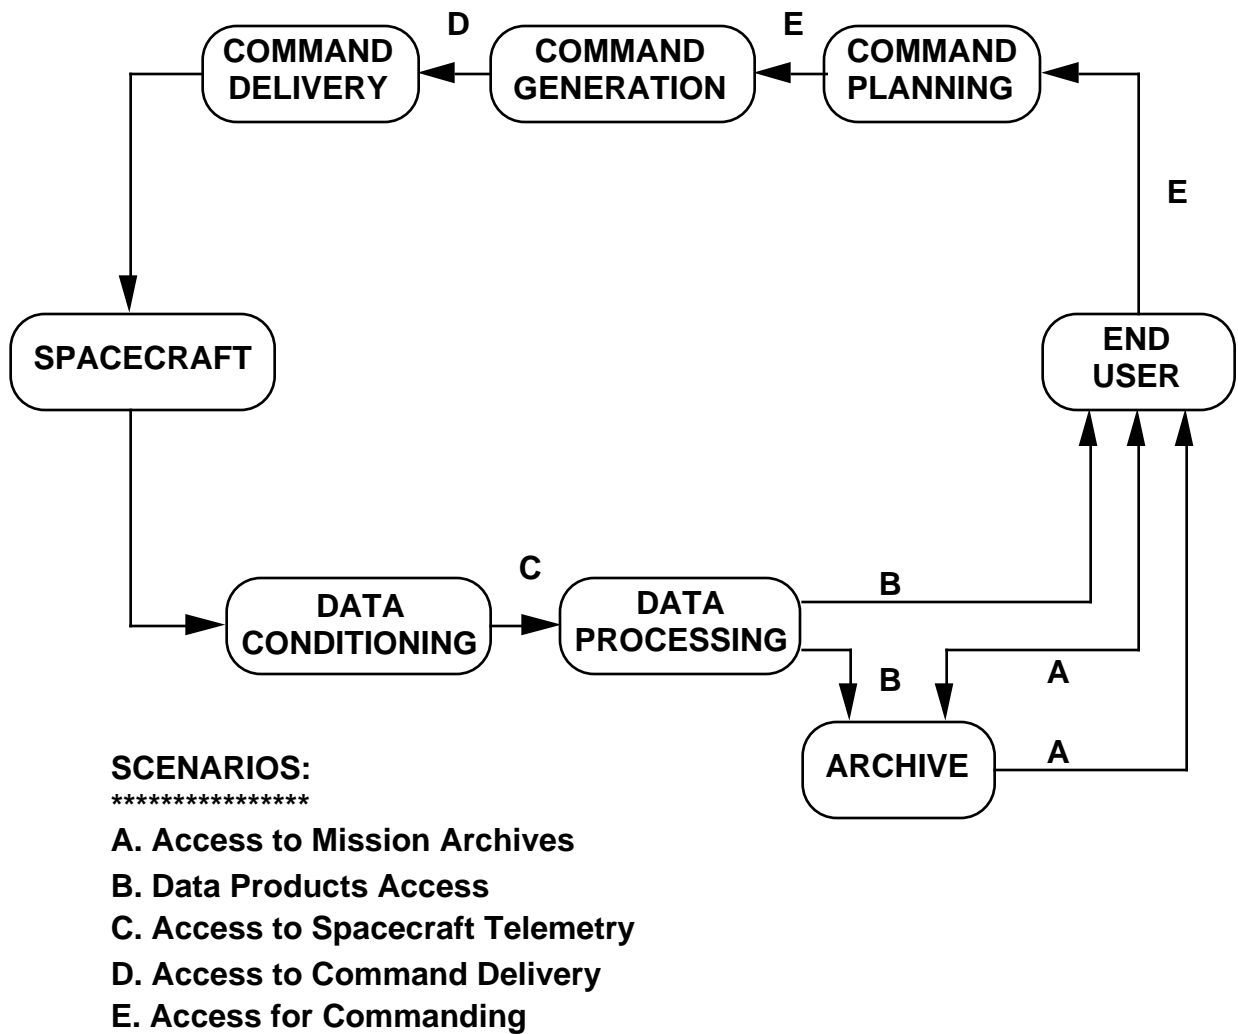 D
E
COMMAND
DELIVERY
COMMAND
GENERATION
COMMAND
PLANNING
E
SPACECRAFT
END
USER
C
B
DATA
CONDITIONING
DATA
PROCESSING
B
A
ARCHIVE
A
SCENARIOS:
****************
A. Access to Mission Archives
B. Data Products Access
C. Access to Spacecraft Telemetry
D. Access to Command Delivery
E. Access for Commanding